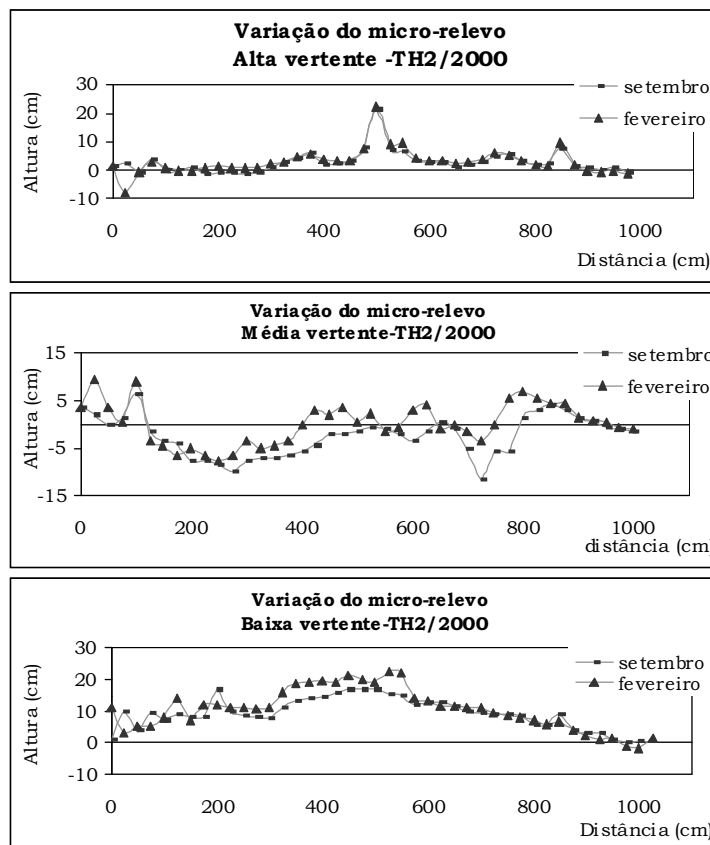 Variação do micro-relevo
Alta vertente -TH2/2000
30
20
10
0
-10
Altura (cm)
setembro
fevereiro
0 200 400 600 800 1000
Distância (cm)
Variação do micro-relevo
Média vertente-TH2/2000
15
5
-5
-15
Altura (cm)
setembro
fevereiro
0 200 400 600 800 1000
distância (cm)
Variação do micro-relevo
Baixa vertente-TH2/2000
30
20
10
0
-10
Altura (cm)
setembro
fevereiro
0 200 400 600 800 1000
Distância (cm)